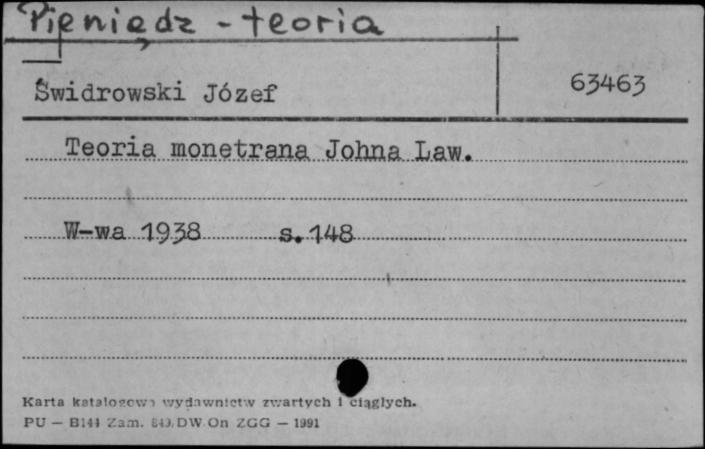 Pieniądz - teoria
Świdrowski Józef
63463
Teoria monetrana Johna Law.
W-wa 1938 s. 148
Karta katalogowa wydawnictw zwartych i ciągłych.
PU — B144 Zam. DW On ZGG — 1991